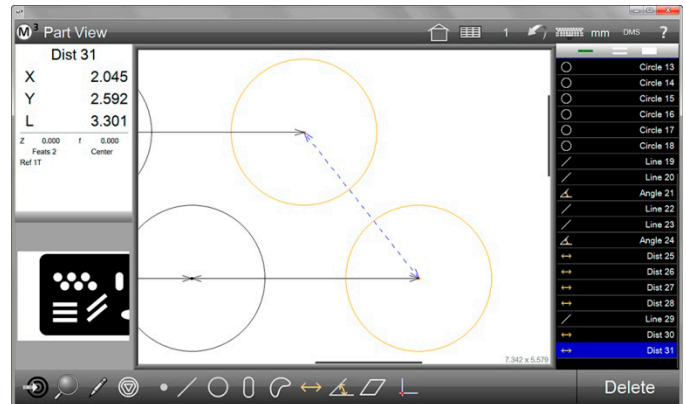 M³ Part View
1
mm
DMS
?
Dist 31
X 2.045
Y 2.592
L 3.301
Z 0.000 f 0.000
Feats 2 Center
Ref 1T
7.342 x 5.579
Circle 13
Circle 14
Circle 15
Circle 16
Circle 17
Circle 18
Line 19
Line 20
Angle 21
Line 22
Line 23
Angle 24
Dist 25
Dist 26
Dist 27
Dist 28
Line 29
Dist 30
Dist 31
Delete